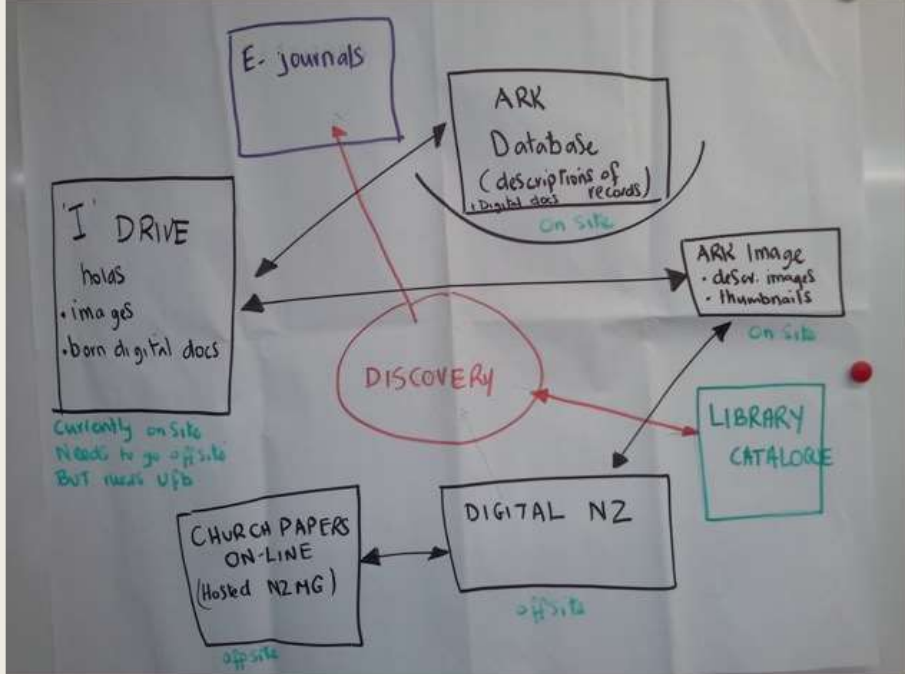 E- journals
ARK
Database
(descriptions of
records)
, Digital docs
On Site
'I' DRIVE
holds
• images
• born digital docs
Currently on Site
Needs to go offsite
BUT needs Ufb
ARK Image
• descr. images
• thumbnails
On Site
DISCOVERY
LIBRARY
CATALOGUE
DIGITAL NZ
offsite
CHURCH PAPERS
ON-LINE
(Hosted NZMG)
offsite